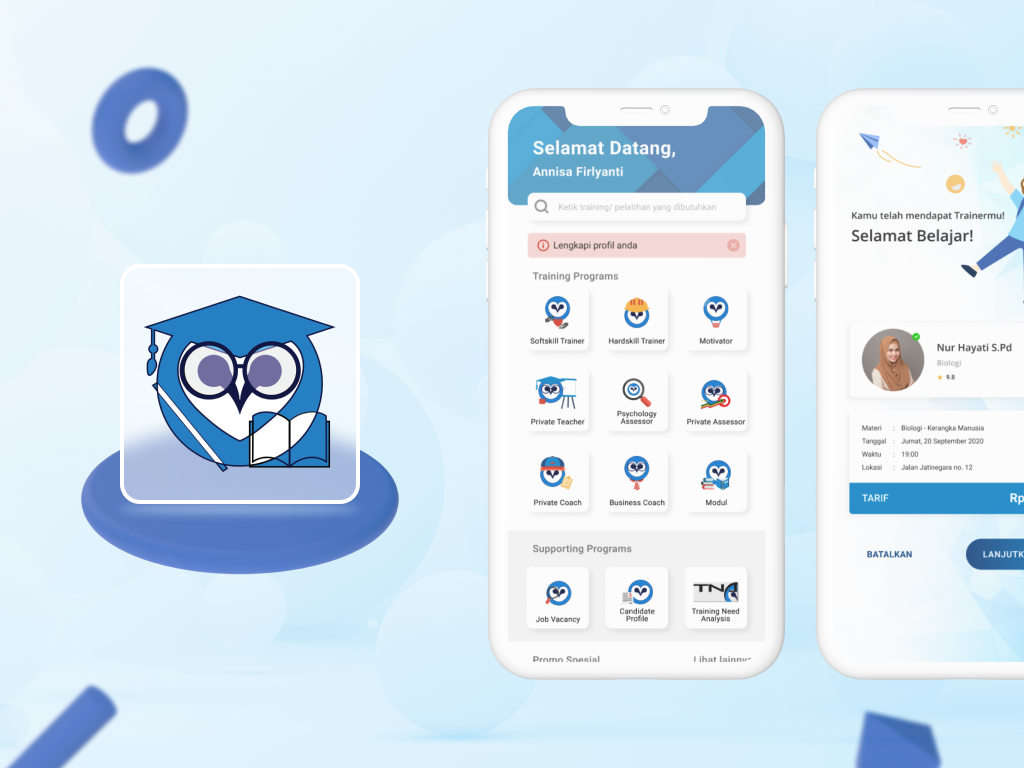 Selamat Datang,
Annisa Firlyanti
Ketik training/ pelatihan yang dibutuhkan
Lengkapi profil anda
Training Programs
Softskill Trainer
Hardskill Trainer
Motivator
Private Teacher
Psychology
Assessor
Private Assessor
Private Coach
Business Coach
Modul
Supporting Programs
Job Vacancy
Candidate
Profile
TNA
Training Need
Analysis
Promo Spesial
Lihat lainnya
Kamu telah mendapat Trainermu!
Selamat Belajar!
Nur Hayati S.Pd
Biologi
9.8
Materi : Biologi - Kerangka Manusia
Tanggal : Jumat, 20 September 2020
Waktu : 19:00
Lokasi : Jalan Jatinegara no. 12
TARIF Rp
BATALKAN
LANJUTK